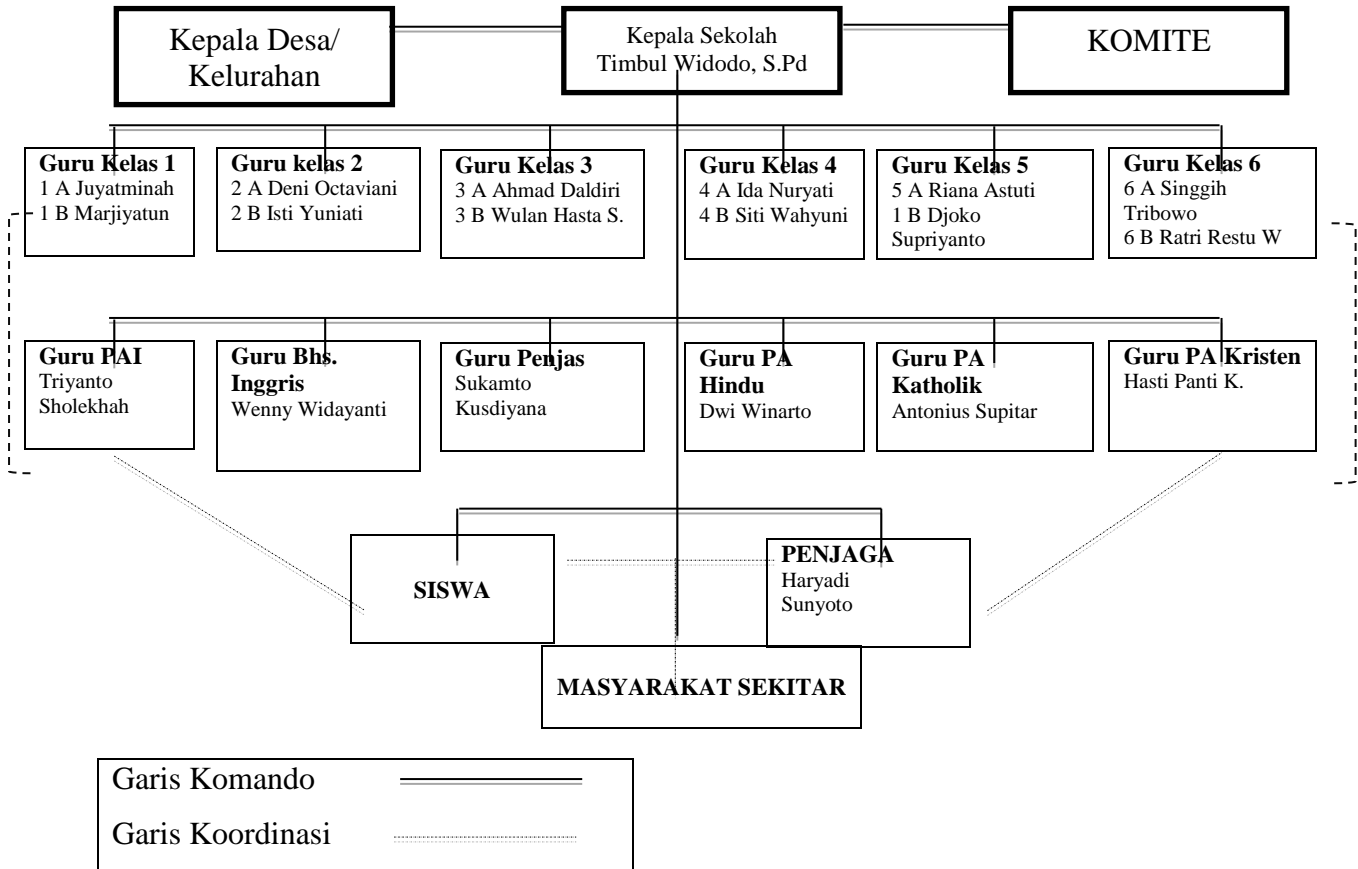 Kepala Desa/
Kelurahan
Kepala Sekolah
Timbul Widodo, S.Pd
KOMITE
Guru Kelas 1
1 A Juyatminah
1 B Marjiyatun
Guru kelas 2
2 A Deni Octaviani
2 B Isti Yuniati
Guru Kelas 3
3 A Ahmad Daldiri
3 B Wulan Hasta S.
Guru Kelas 4
4 A Ida Nuryati
4 B Siti Wahyuni
Guru Kelas 5
5 A Riana Astuti
1 B Djoko
Supriyanto
Guru Kelas 6
6 A Singgih
Tribowo
6 B Ratri Restu W
Guru PAI
Triyanto
Sholekhah
Guru Bhs.
Inggris
Wenny Widayanti
Guru Penjas
Sukamto
Kusdiyana
Guru PA
Hindu
Dwi Winarto
Guru PA
Katholik
Antonius Supitar
Guru PA Kristen
Hasti Panti K.
SISWA
PENJAGA
Haryadi
Sunyoto
MASYARAKAT SEKITAR
Garis Komando
Garis Koordinasi